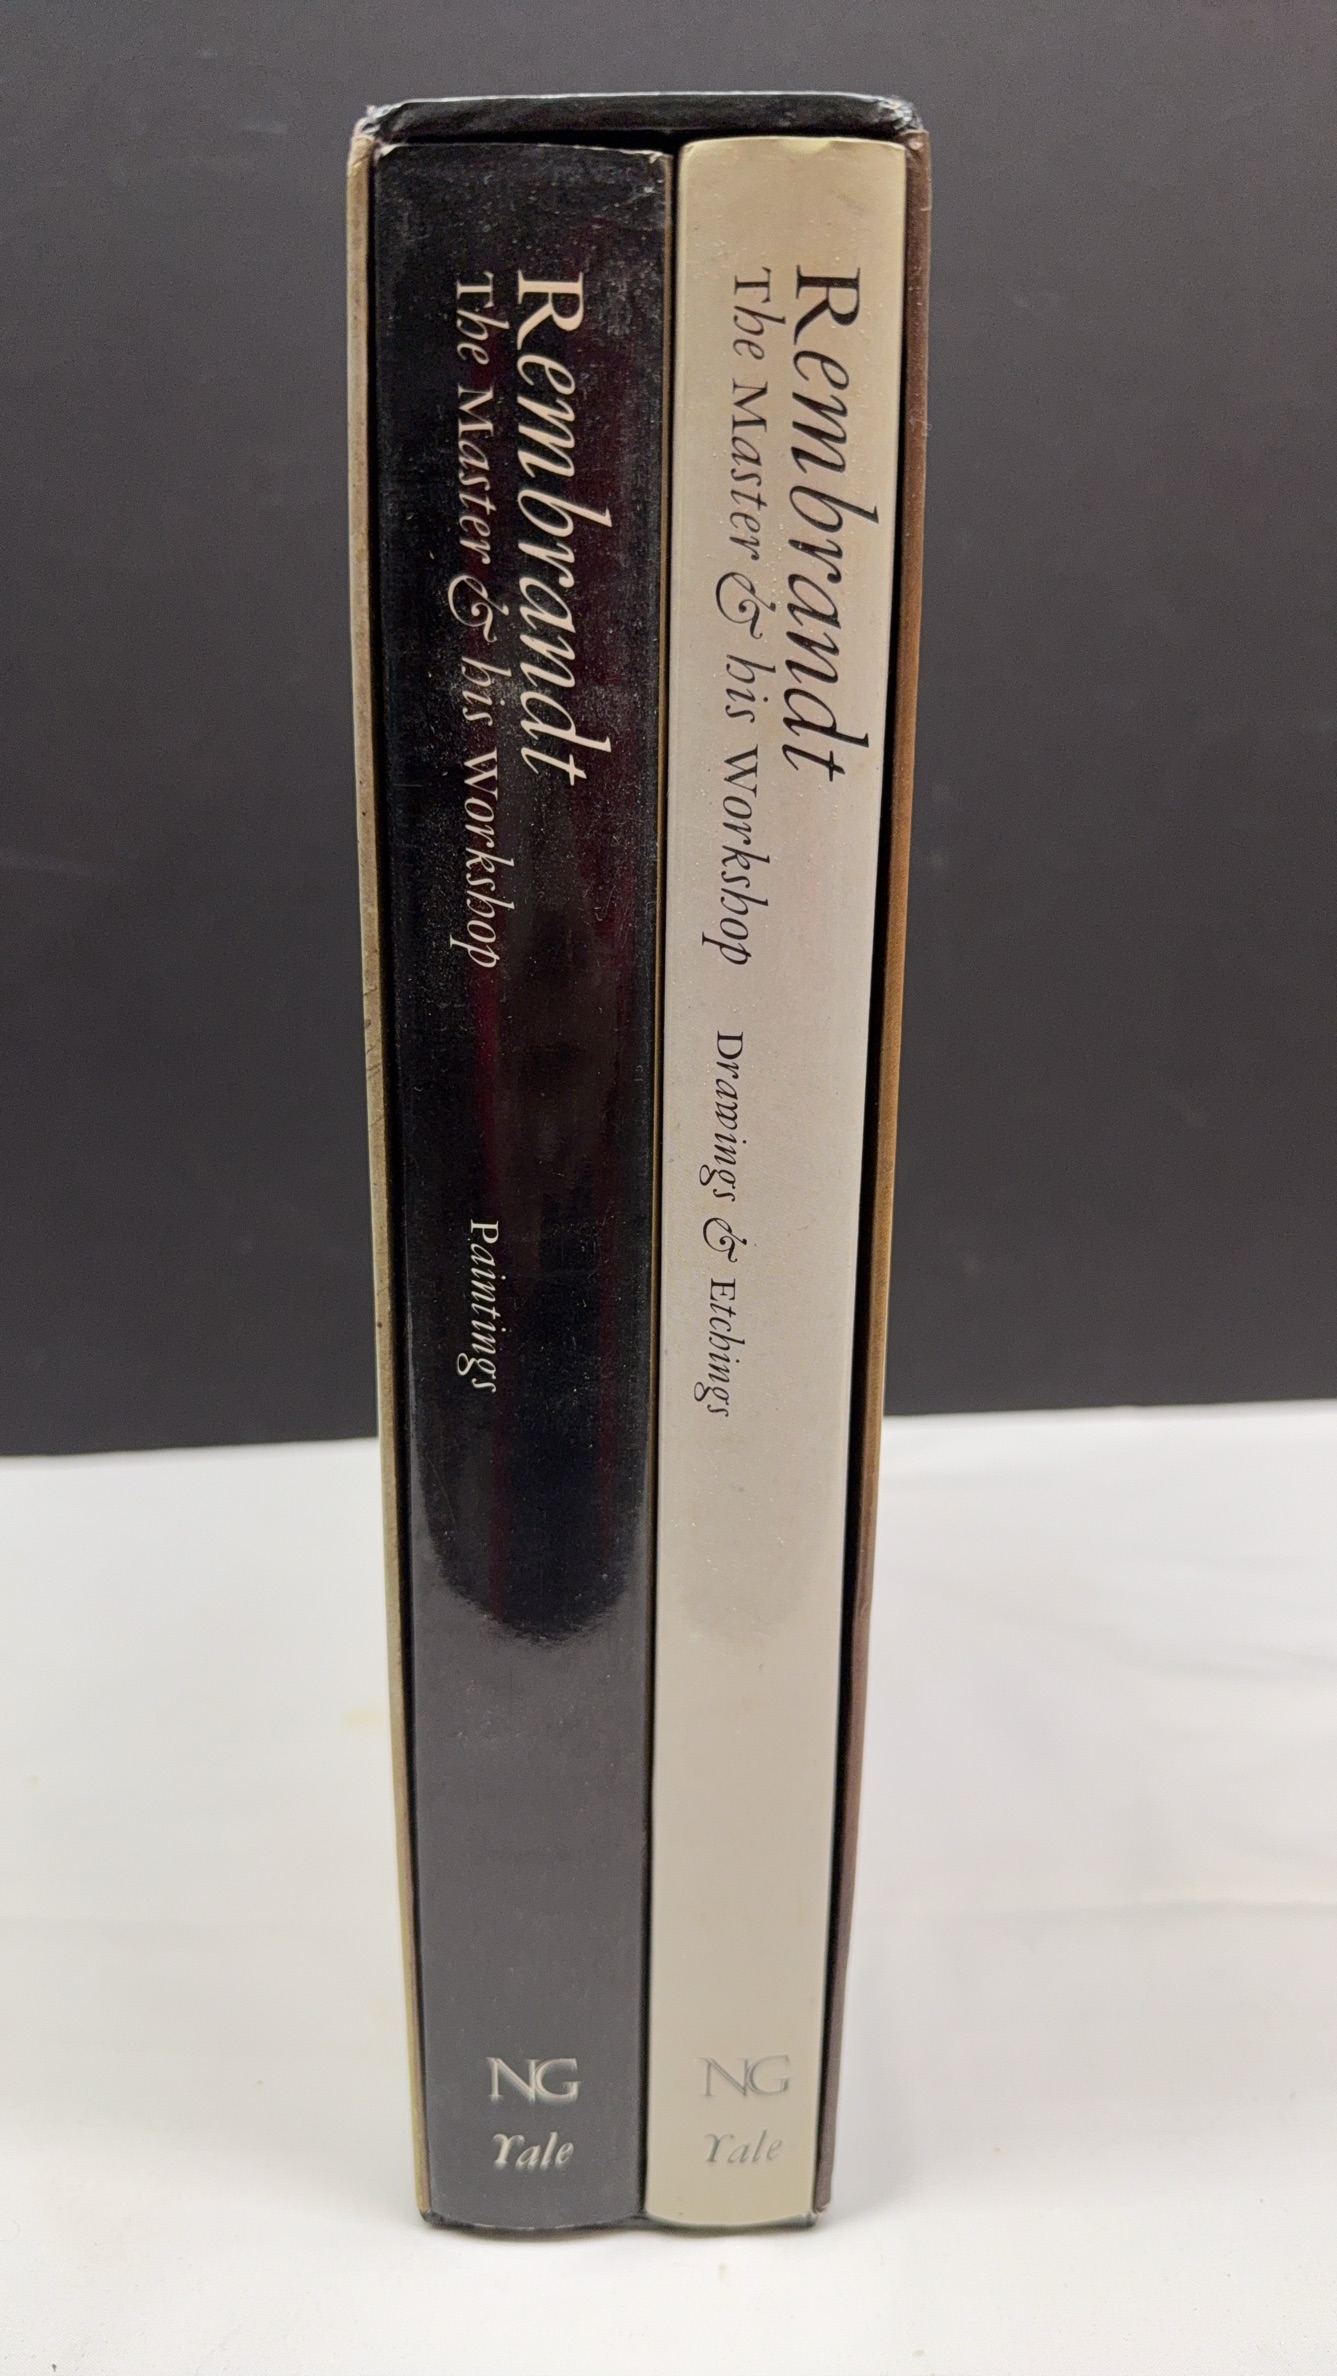 Rembrandt
The Master & his Workshop Paintings
NG
Yale
Rembrandt
The Master & his Workshop Drawings & Etchings
NG
Yale